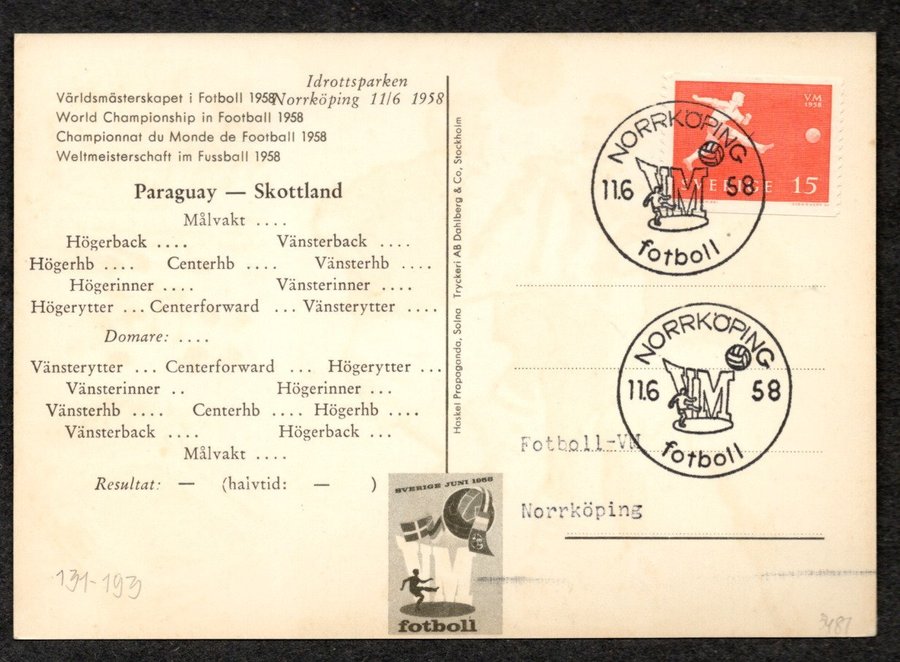 Idrottsparken
Världsmästerskapet i Fotboll 1958 Norrköping 11/6 1958
World Championship in Football 1958
Championnat du Monde de Football 1958
Weltmeisterschaft im Fussball 1958
Paraguay — Skottland
Målvakt ....
Högerback .... Vänsterback ....
Högerhb .... Centerhb .... Vänsterhb ....
Högerinner .... Vänsterinner ....
Högerytter ... Centerforward ... Vänsterytter ....
Domare: ....
Vänsterytter ... Centerforward ... Högerytter ...
Vänsterinner .. Högerinner ...
Vänsterhb .... Centerhb .... Högerhb ....
Vänsterback .... Högerback ...
Målvakt ....
Resultat: — (halvtid: — )
131-193
Haskel Propaganda, Solna Tryckeri AB Dahlberg & Co, Stockholm
SVERIGE JUNI 1958
VM
fotboll
VM
1958
SVERIGE 15
NORRKÖPING
11.6 VM 58
fotboll
NORRKÖPING
11.6 VM 58
fotboll
Fotboll-VM
Norrköping
3481